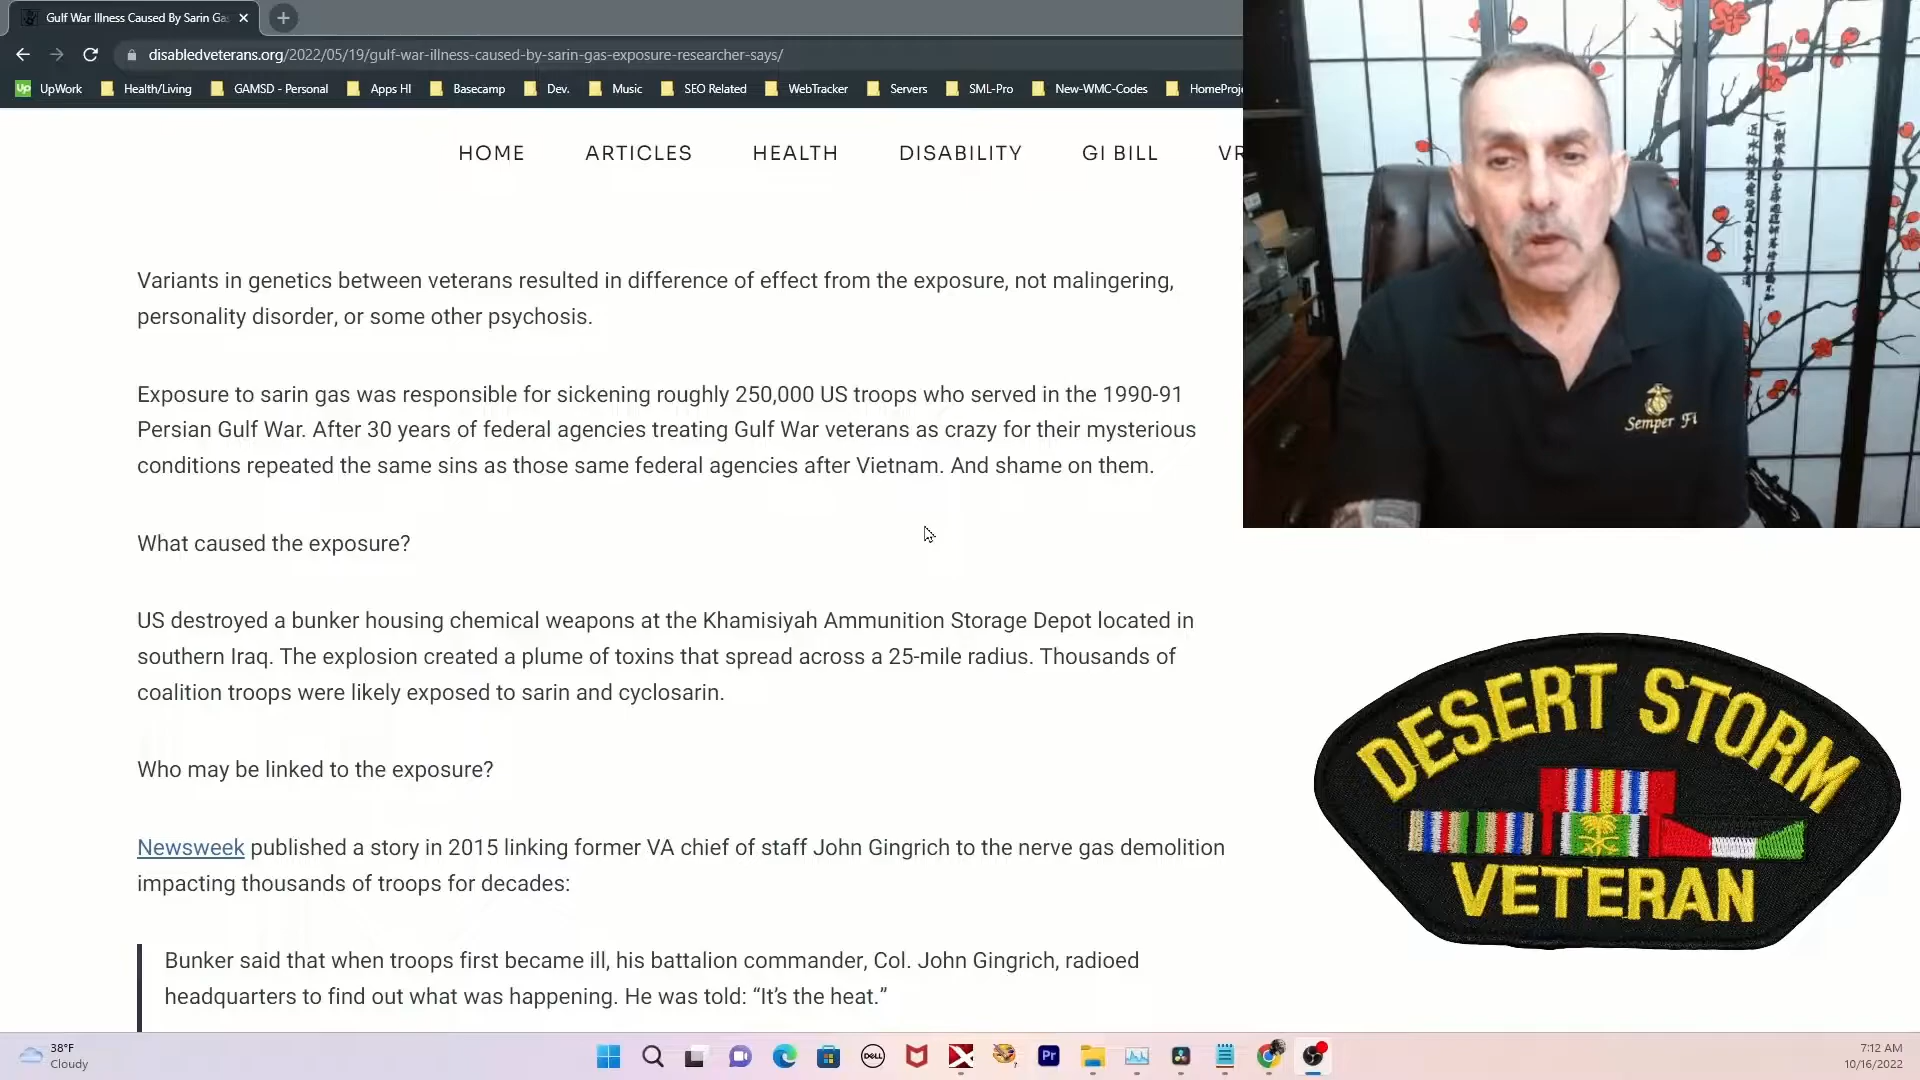 Gulf War Illness Caused By Sarin Ga
disabledveterans.org/2022/05/19/gulf-war-illness-caused-by-sarin-gas-exposure-researcher-says/
Up UpWork Health/Living GAMSD - Personal Apps HI Basecamp Dev. Music SEO Related WebTracker Servers SML-Pro New-WMC-Codes HomeProje
HOME ARTICLES HEALTH DISABILITY GI BILL VR
Variants in genetics between veterans resulted in difference of effect from the exposure, not malingering,
personality disorder, or some other psychosis.
Exposure to sarin gas was responsible for sickening roughly 250,000 US troops who served in the 1990-91
Persian Gulf War. After 30 years of federal agencies treating Gulf War veterans as crazy for their mysterious
conditions repeated the same sins as those same federal agencies after Vietnam. And shame on them.
What caused the exposure?
US destroyed a bunker housing chemical weapons at the Khamisiyah Ammunition Storage Depot located in
southern Iraq. The explosion created a plume of toxins that spread across a 25-mile radius. Thousands of
coalition troops were likely exposed to sarin and cyclosarin.
Who may be linked to the exposure?
Newsweek published a story in 2015 linking former VA chief of staff John Gingrich to the nerve gas demolition
impacting thousands of troops for decades:
Bunker said that when troops first became ill, his battalion commander, Col. John Gingrich, radioed
headquarters to find out what was happening. He was told: “It’s the heat.”
Semper Fi
DESERT STORM
VETERAN
38°F
Cloudy
DELL
Pr
7:12 AM
10/16/2022